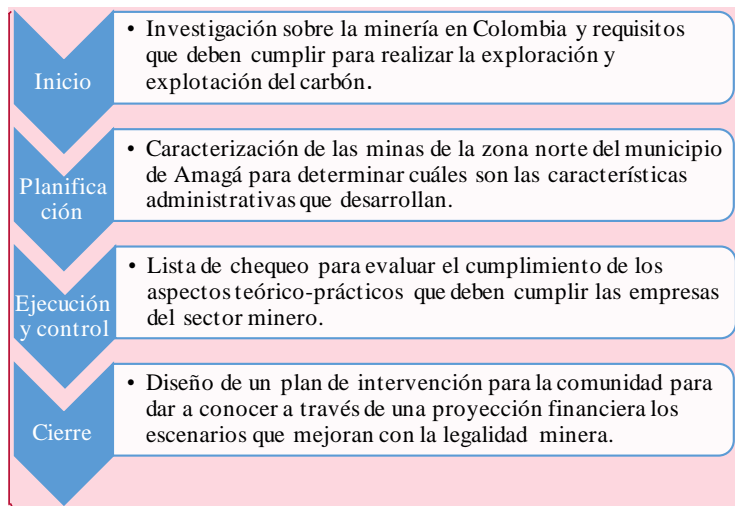 Inicio
• Investigación sobre la minería en Colombia y requisitos
que deben cumplir para realizar la exploración y
explotación del carbón.
Planifica
ción
• Caracterización de las minas de la zona norte del municipio
de Amagá para determinar cuáles son las características
administrativas que desarrollan.
Ejecución
y control
• Lista de chequeo para evaluar el cumplimiento de los
aspectos teórico-prácticos que deben cumplir las empresas
del sector minero.
Cierre
• Diseño de un plan de intervención para la comunidad para
dar a conocer a través de una proyección financiera los
escenarios que mejoran con la legalidad minera.